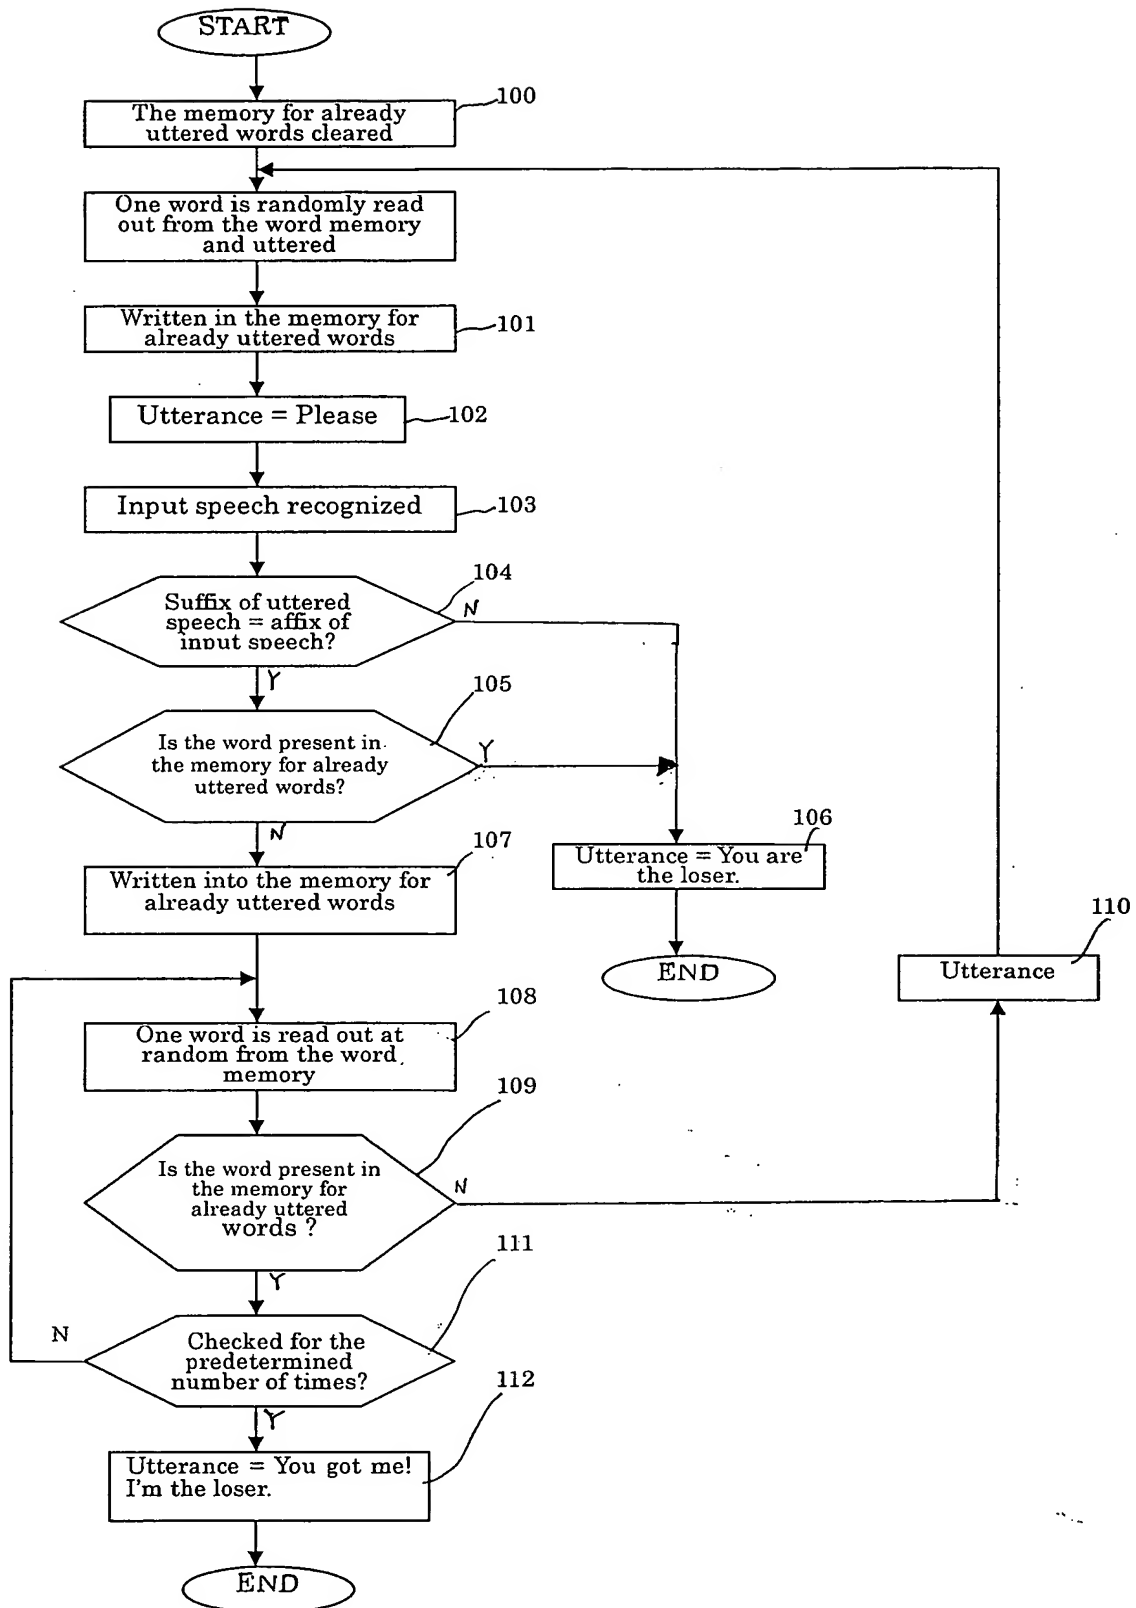 START
100
The memory for already
uttered words cleared
One word is randomly read
out from the word memory
and uttered
Written in the memory for
already uttered words
101
Utterance = Please
102
Input speech recognized
103
104
Suffix of uttered
speech = affix of
input speech?
N
Y
105
Is the word present in
the memory for already
uttered words?
Y
N
107
Written into the memory for
already uttered words
106
Utterance = You are
the loser.
END
110
Utterance
108
One word is read out at
random from the word
memory
109
Is the word present in
the memory for
already uttered
words ?
N
Y
111
Checked for the
predetermined
number of times?
N
Y
112
Utterance = You got me!
I'm the loser.
END